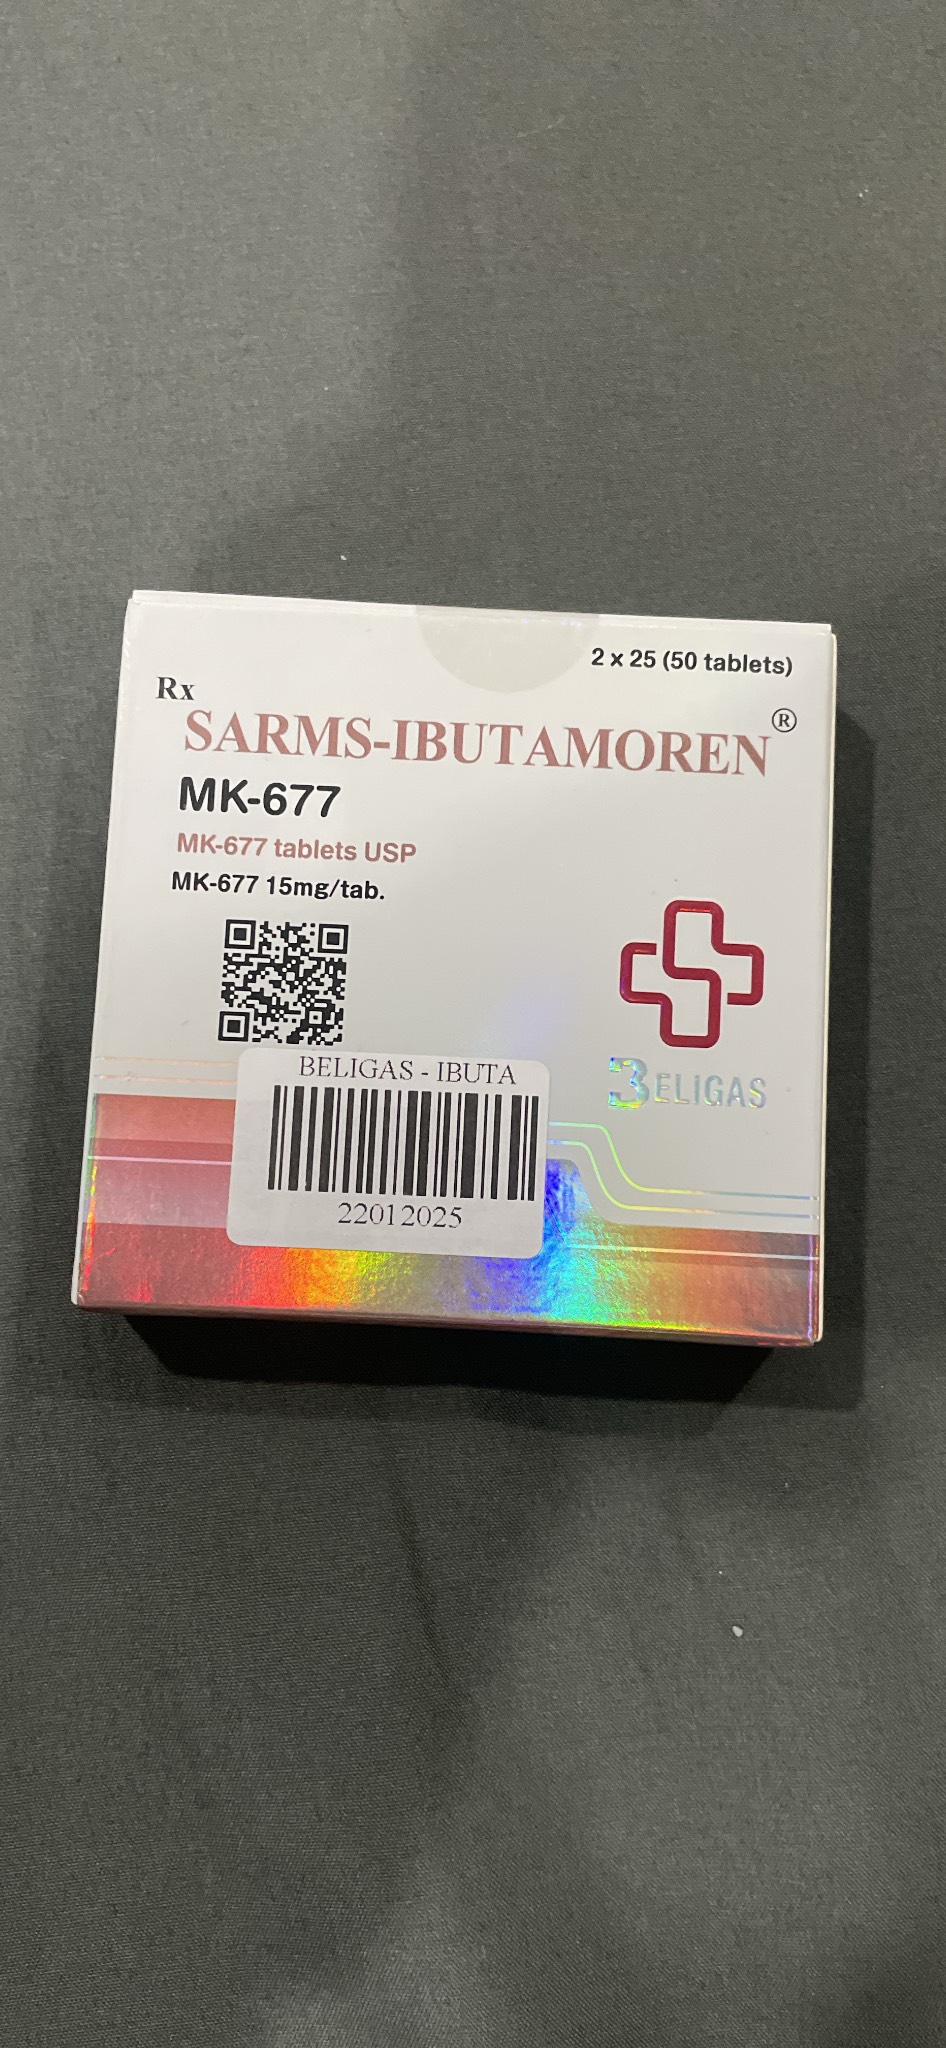 2 x 25 (50 tablets)
Rx
SARMS-IBUTAMOREN®
MK-677
MK-677 tablets USP
MK-677 15mg/tab.
BELIGAS
BELIGAS - IBUTA
22012025